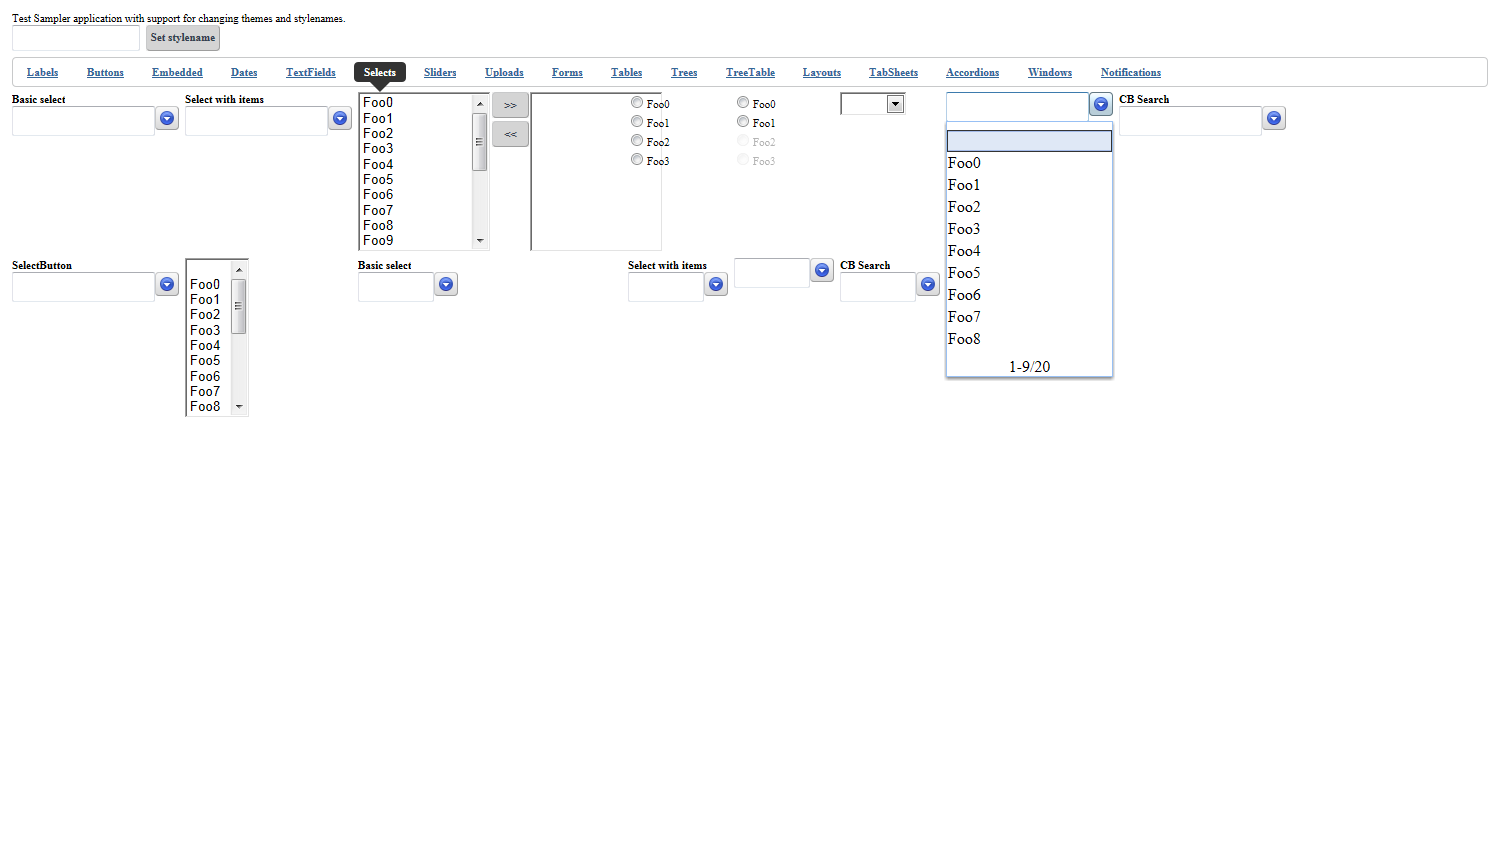 Test Sampler application with support for changing themes and stylenames.
Set stylename
Labels Buttons Embedded Dates TextFields Selects Sliders Uploads Forms Tables Trees TreeTable Layouts TabSheets Accordions Windows Notifications
Basic select
Select with items
Foo0
Foo1
Foo2
Foo3
Foo4
Foo5
Foo6
Foo7
Foo8
Foo9
>>
<<
Foo0
Foo1
Foo2
Foo3
Foo0
Foo1
Foo2
Foo3
Foo0
Foo1
Foo2
Foo3
Foo4
Foo5
Foo6
Foo7
Foo8
1-9/20
CB Search
SelectButton
Foo0
Foo1
Foo2
Foo3
Foo4
Foo5
Foo6
Foo7
Foo8
Basic select
Select with items
CB Search